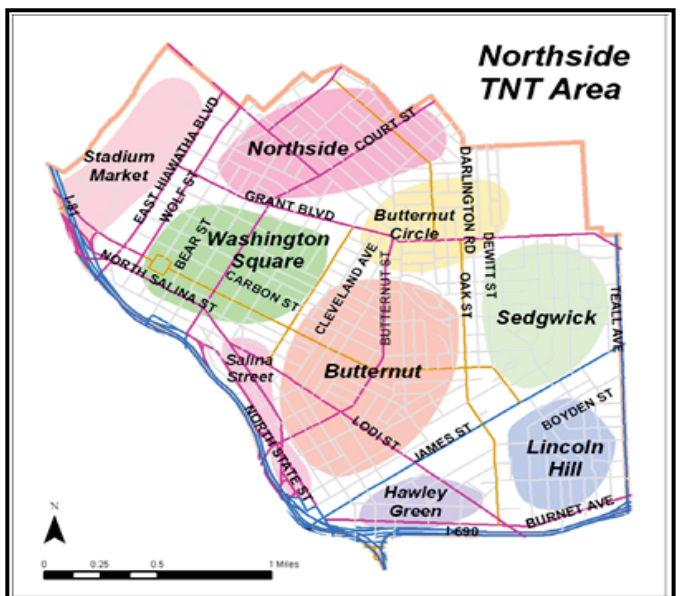 Northside
TNT Area
Stadium
Market
I-81
EAST HIAWATHA BLVD
WOLF ST
BEAR ST
Northside
COURT ST
GRANT BLVD
Washington
Square
Butternut
Circle
DARLINGTON RD
DEWITT ST
OAK ST
NORTH SALINA ST
CARBON ST
CLEVELAND AVE
BUTTERNUT ST
Sedgwick
TEALL AVE
Salina
Street
Butternut
NORTH STATE ST
LODI ST
JAMES ST
BOYDEN ST
Lincoln
Hill
Hawley
Green
BURNET AVE
I-690
N
0 0.25 0.5 1 Miles